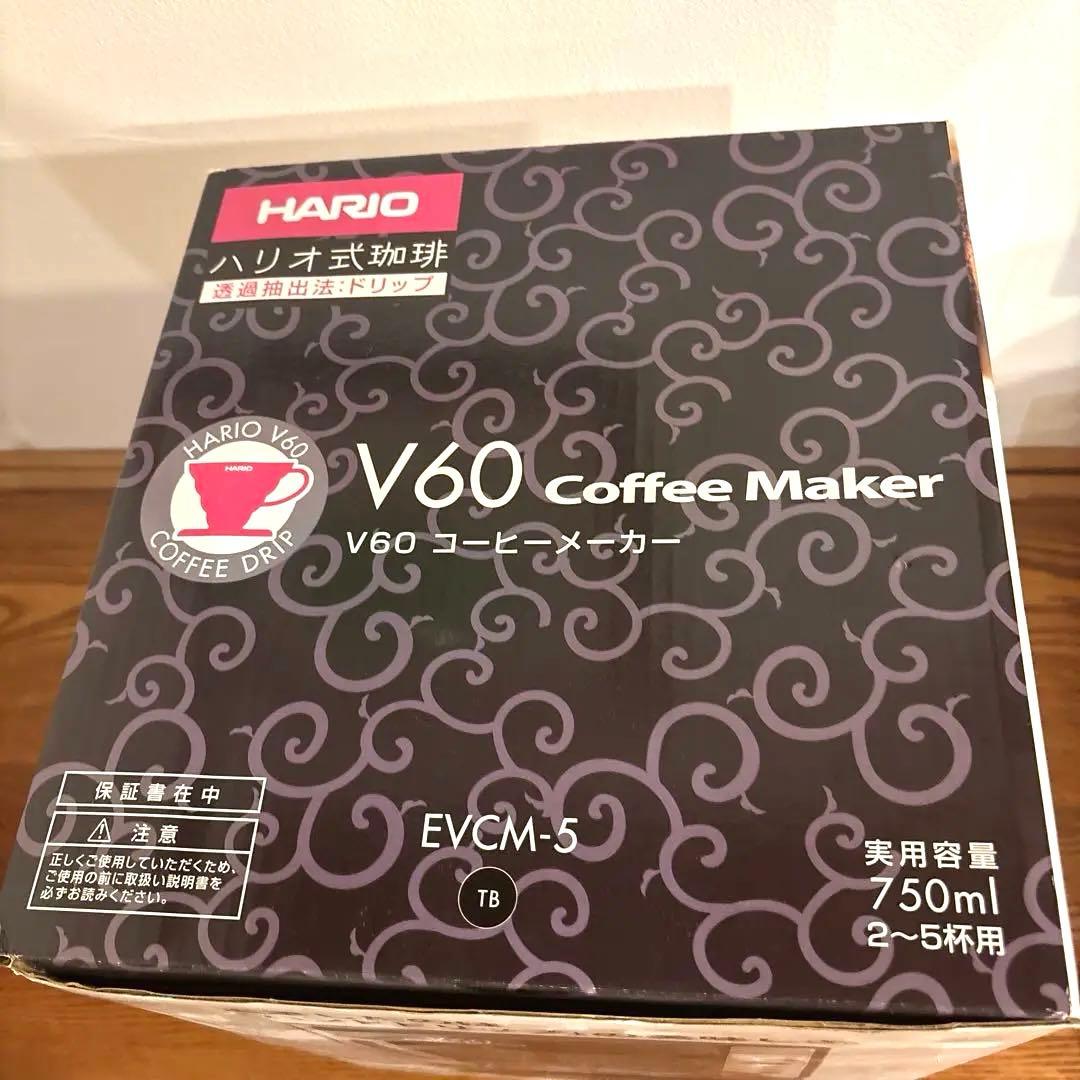 HARIO
ハリオ式珈琲
透過抽出法:ドリップ
HARIO V60
HARIO
COFFEE DRIP
V60 Coffee Maker
V60 コーヒーメーカー
保証書在中
⚠ 注意
正しくご使用していただくため、
ご使用の前に取扱い説明書を
必ずお読みください。
EVCM-5
TB
実用容量
750ml
2～5杯用